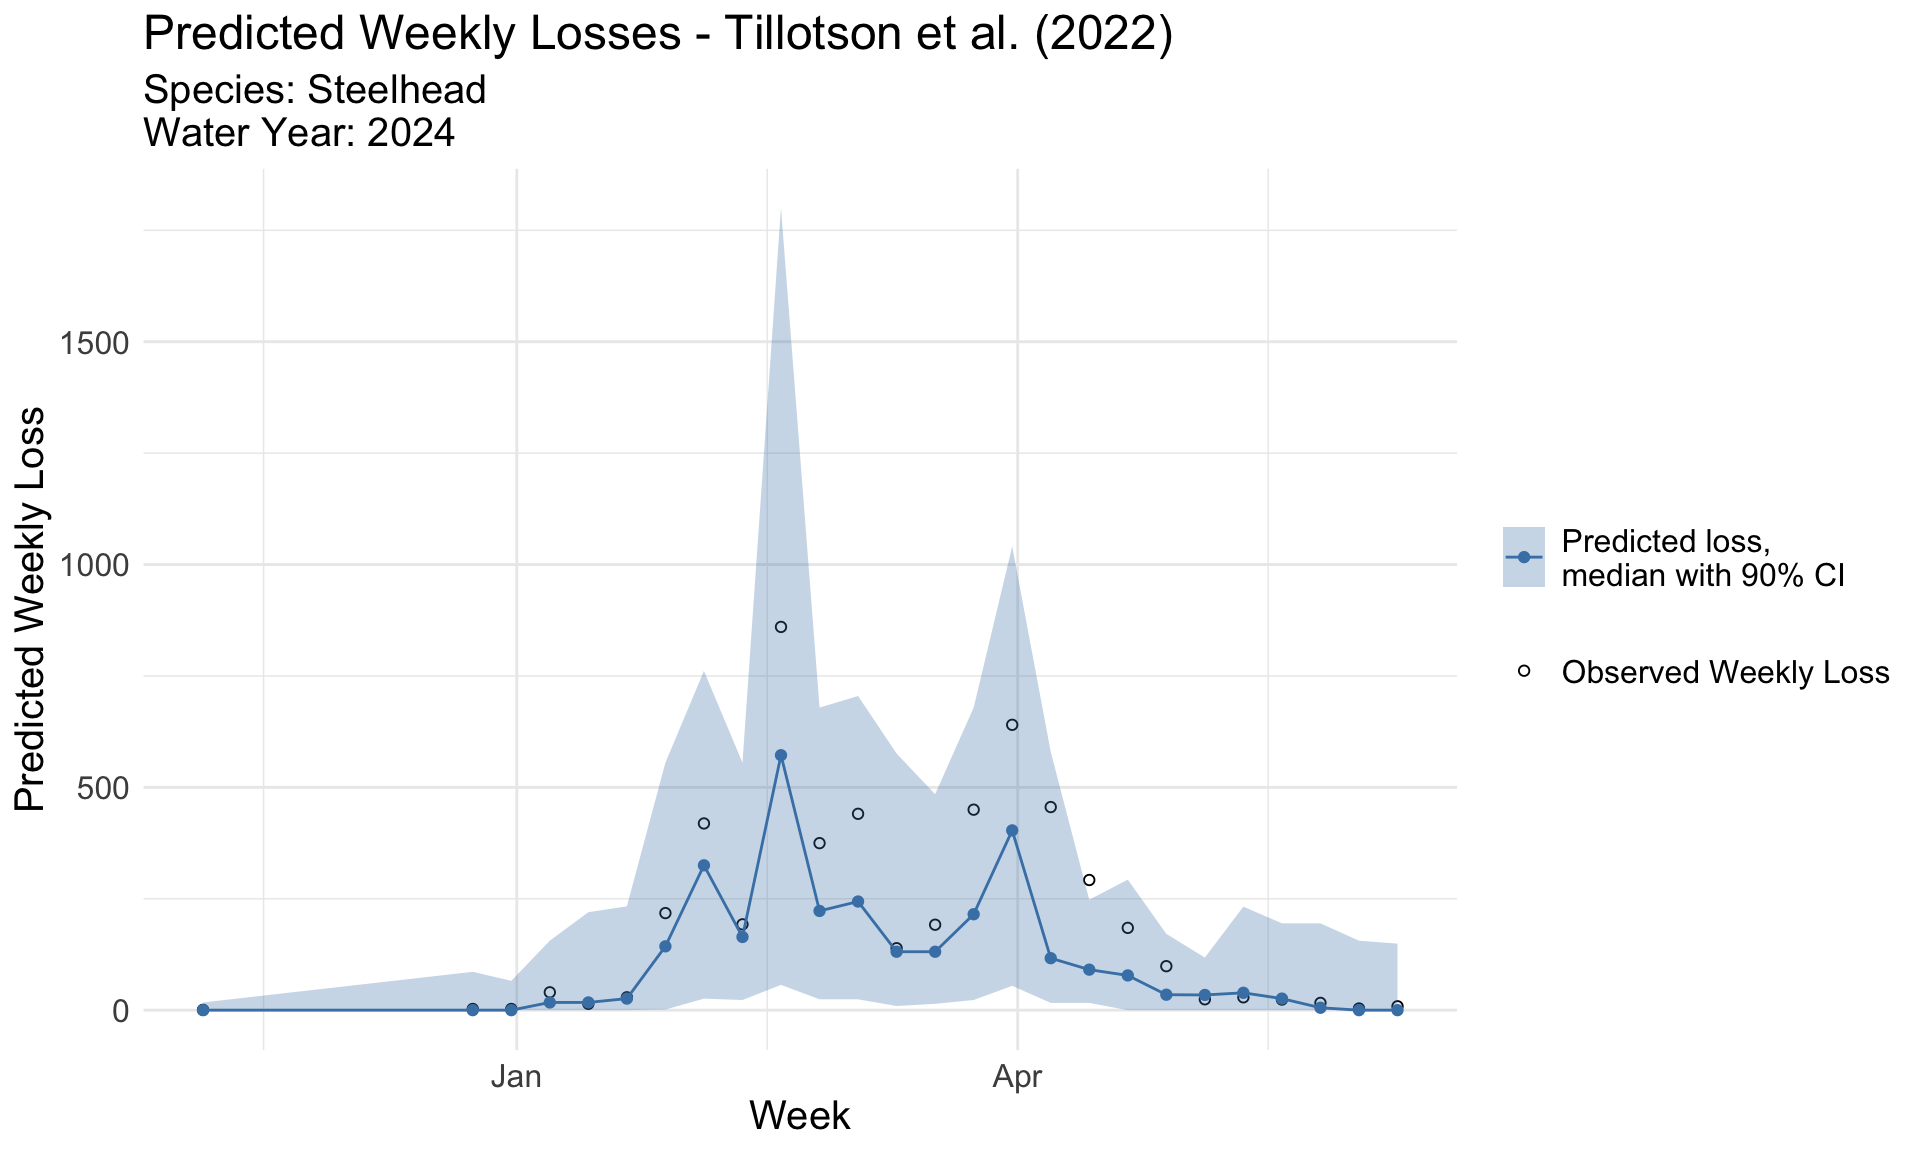 Predicted Weekly Losses - Tillotson et al. (2022)
Species: Steelhead
Water Year: 2024
Predicted Weekly Loss
1500
1000
500
0
Jan
Apr
Week
Predicted loss,
median with 90% CI
Observed Weekly Loss